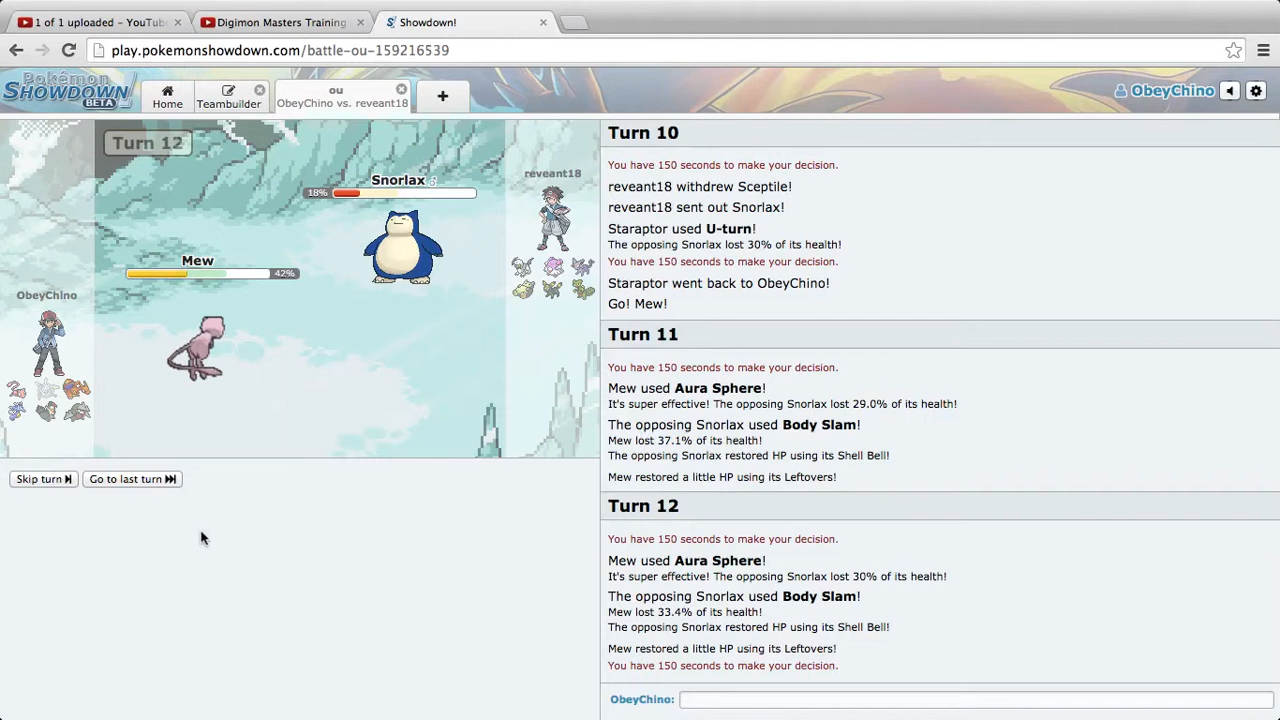 1 of 1 uploaded - YouTub
Digimon Masters Training
Showdown!
play.pokemonshowdown.com/battle-ou-159216539
Pokémon
Showdown
BETA
Home
Teambuilder
ou
ObeyChino vs. reveant18
ObeyChino
Turn 12
Snorlax
18%
reveant18
Mew
42%
ObeyChino
Skip turn
Go to last turn
Turn 10
You have 150 seconds to make your decision.
reveant18 withdrew Sceptile!
reveant18 sent out Snorlax!
Staraptor used U-turn!
The opposing Snorlax lost 30% of its health!
You have 150 seconds to make your decision.
Staraptor went back to ObeyChino!
Go! Mew!
Turn 11
You have 150 seconds to make your decision.
Mew used Aura Sphere!
It's super effective! The opposing Snorlax lost 29.0% of its health!
The opposing Snorlax used Body Slam!
Mew lost 37.1% of its health!
The opposing Snorlax restored HP using its Shell Bell!
Mew restored a little HP using its Leftovers!
Turn 12
You have 150 seconds to make your decision.
Mew used Aura Sphere!
It's super effective! The opposing Snorlax lost 30% of its health!
The opposing Snorlax used Body Slam!
Mew lost 33.4% of its health!
The opposing Snorlax restored HP using its Shell Bell!
Mew restored a little HP using its Leftovers!
You have 150 seconds to make your decision.
ObeyChino: